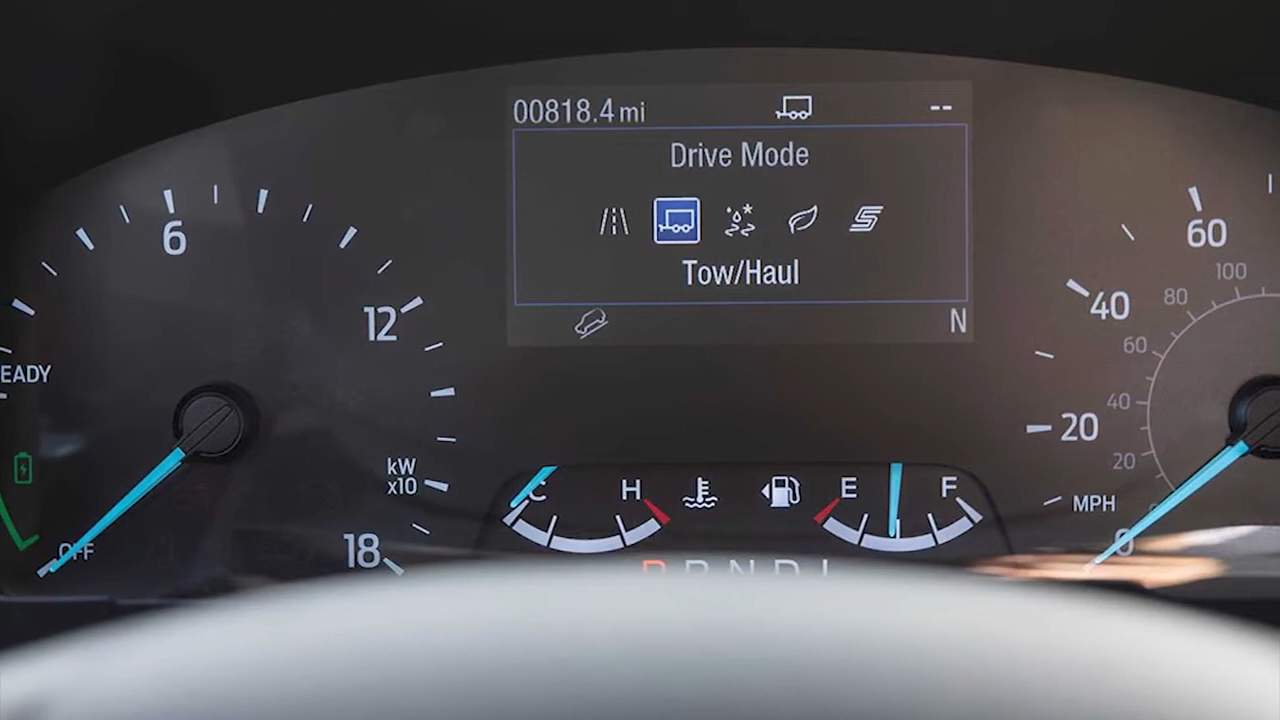 00818.4 mi --
Drive Mode
Tow/Haul
N
6
12
18
kW
x10
EADY
OFF
C H
E F
60
40
20
0
MPH
100
80
60
40
20
P R N D L